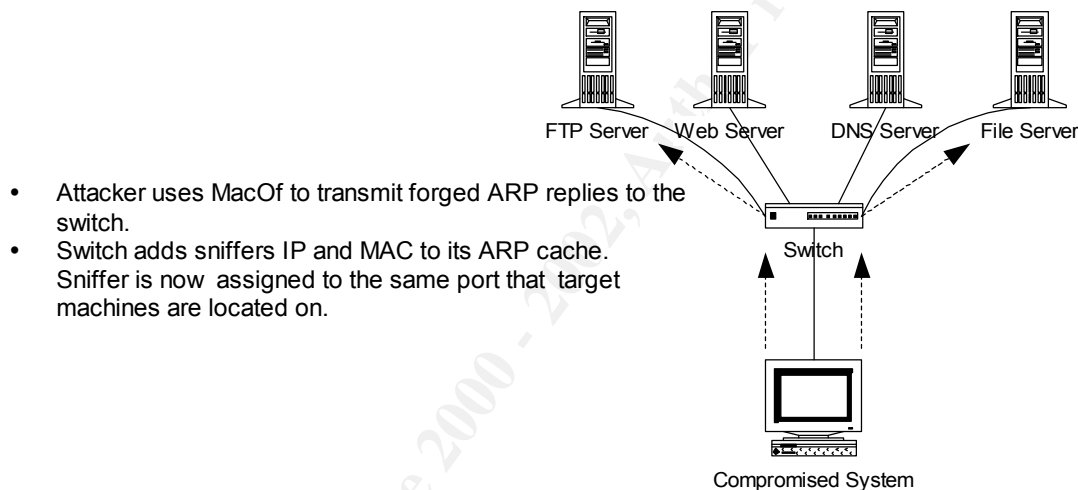 FTP Server
Web Server
DNS Server
File Server
• Attacker uses MacOf to transmit forged ARP replies to the
switch.
• Switch adds sniffers IP and MAC to its ARP cache.
Sniffer is now assigned to the same port that target
machines are located on.
Switch
Compromised System
2000 - 2002,